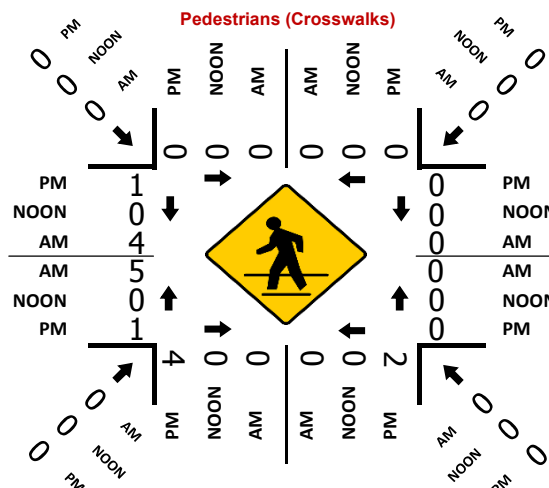 Pedestrians (Crosswalks)
0 PM
0 NOON
0 AM
PM NOON AM AM NOON PM
PM 0
NOON 0
AM 0
0 0 0 0 0 0
PM 1 0 PM
NOON 0 0 NOON
AM 4 0 AM
AM 5 0 AM
NOON 0 0 NOON
PM 1 0 PM
4 0 0 0 0 2
PM NOON AM AM NOON PM
0 AM
0 NOON
0 PM
0 AM
0 NOON
0 PM